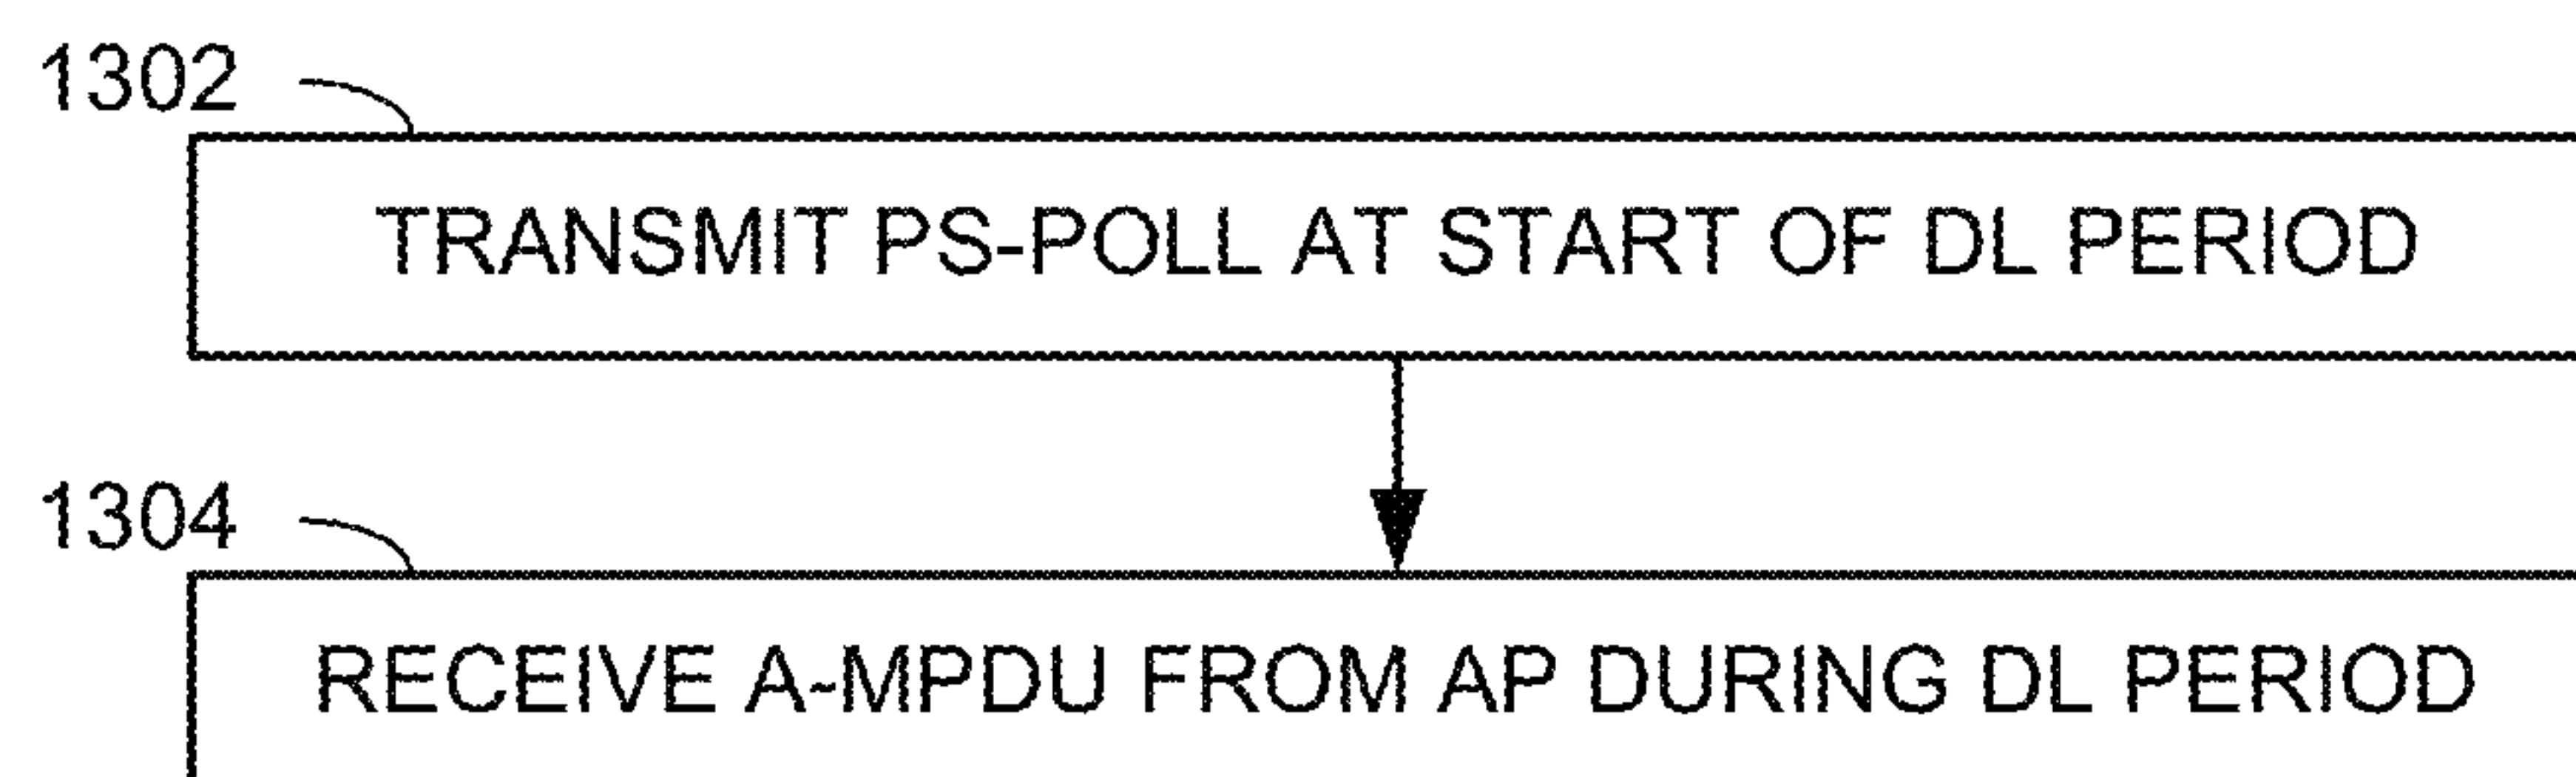 1302
TRANSMIT PS-POLL AT START OF DL PERIOD
1304
RECEIVE A-MPDU FROM AP DURING DL PERIOD